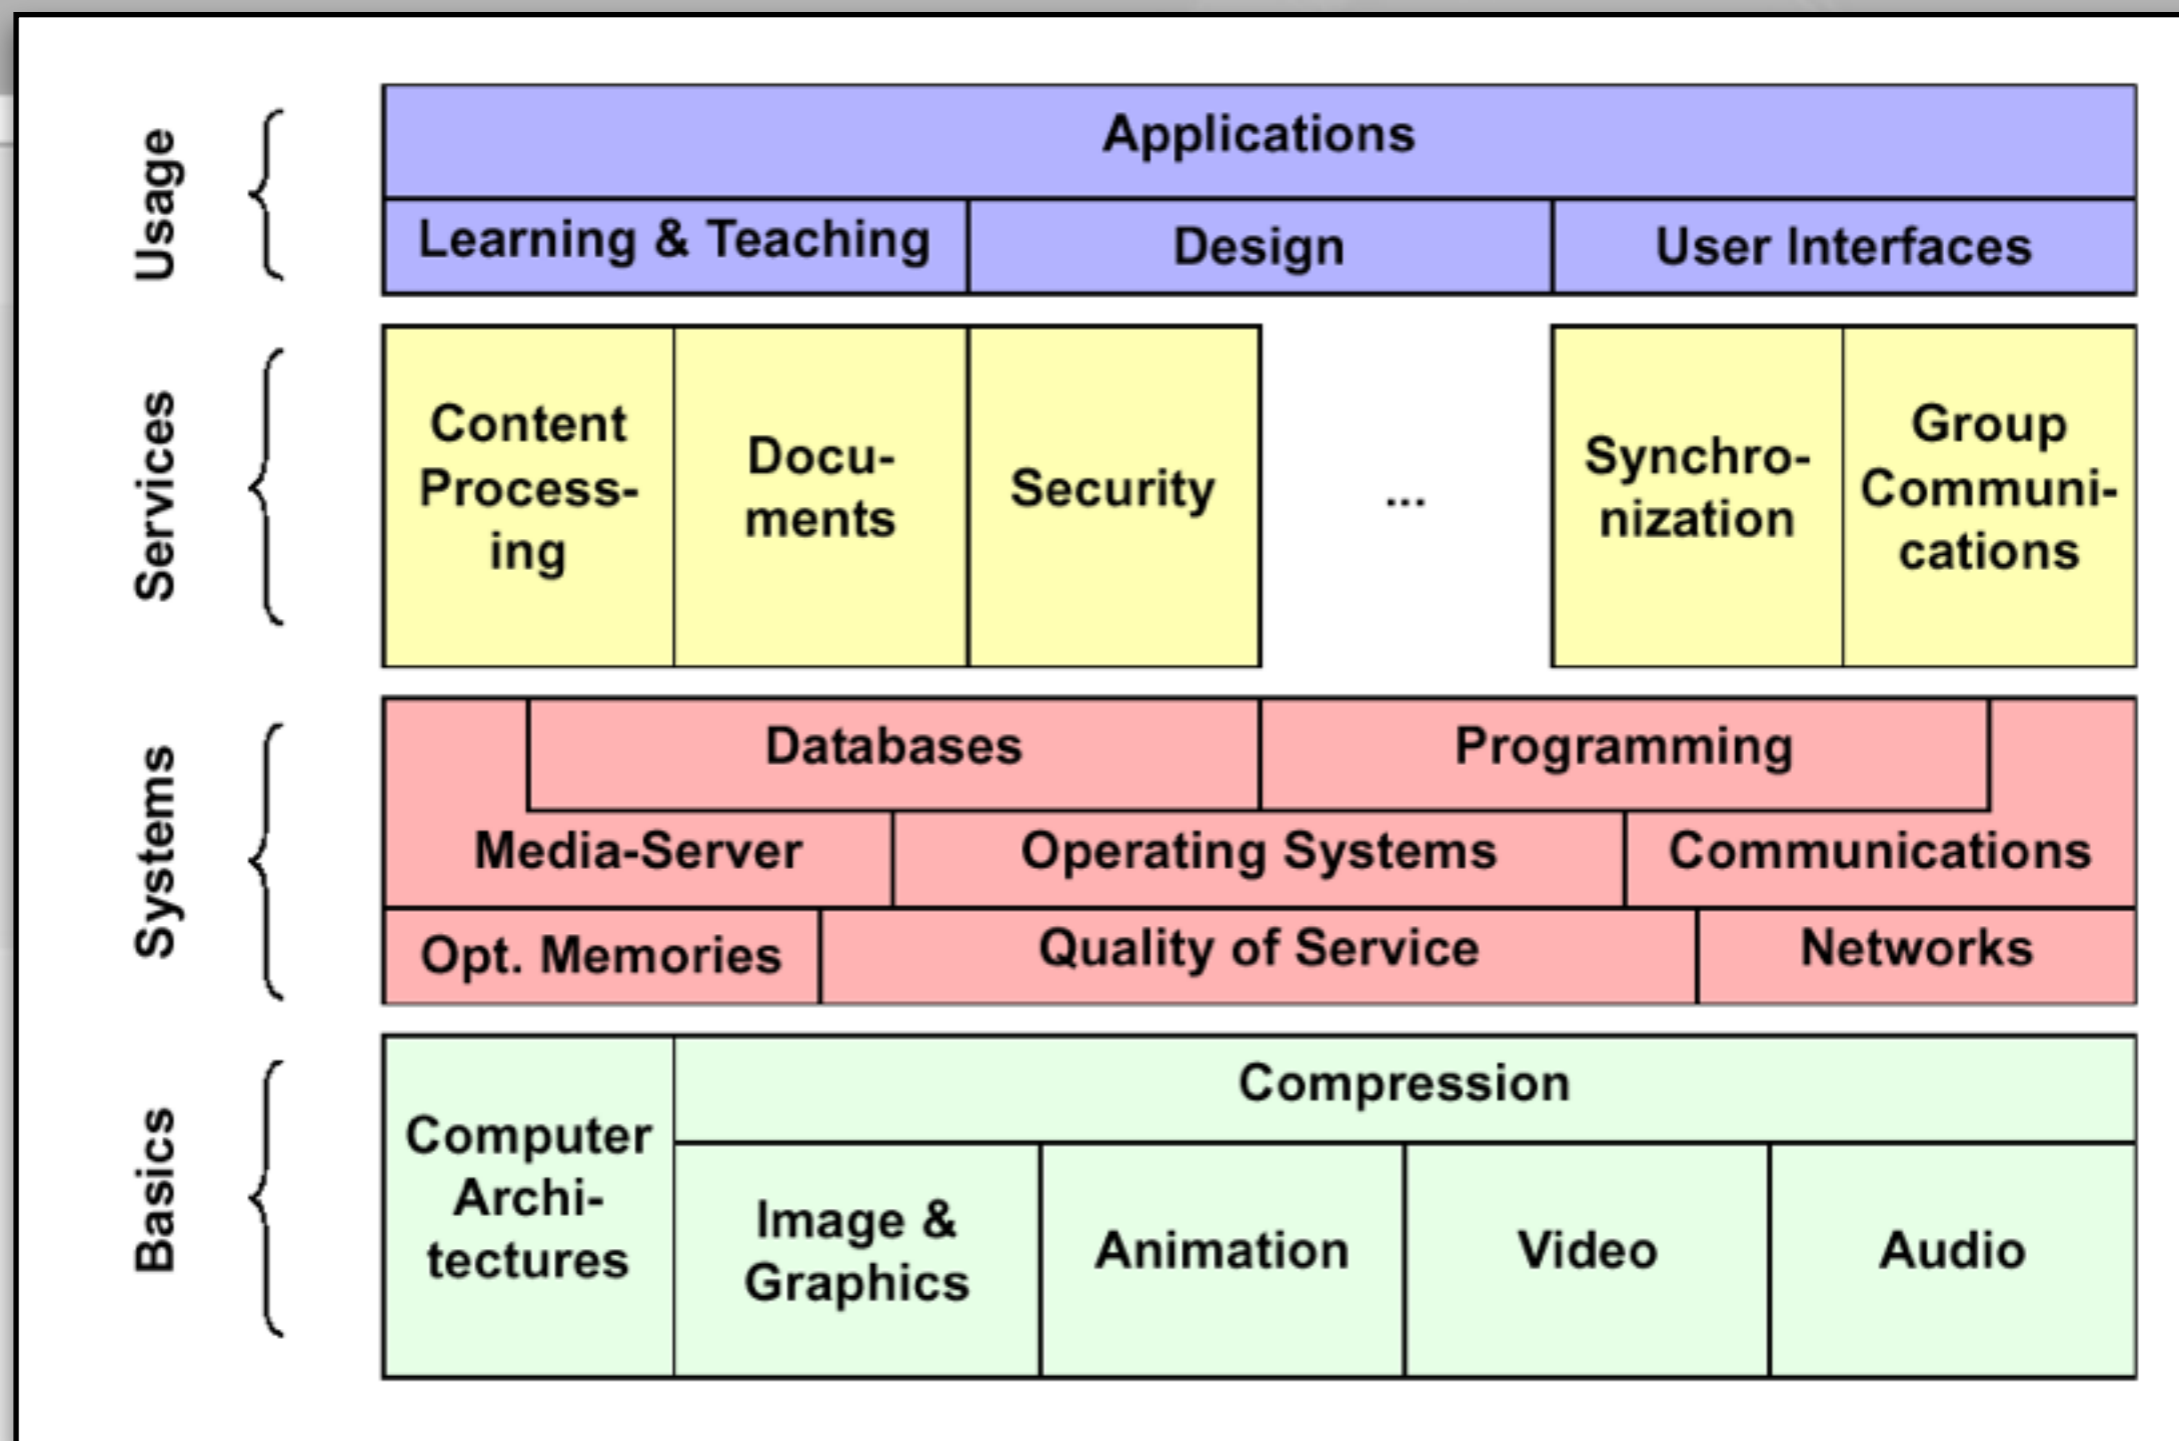 Usage
Applications
Learning & Teaching
Design
User Interfaces
Services
Content
Process-
ing
Docu-
ments
Security
...
Synchro-
nization
Group
Communi-
cations
Systems
Databases
Programming
Media-Server
Operating Systems
Communications
Opt. Memories
Quality of Service
Networks
Basics
Computer
Archi-
tectures
Compression
Image &
Graphics
Animation
Video
Audio